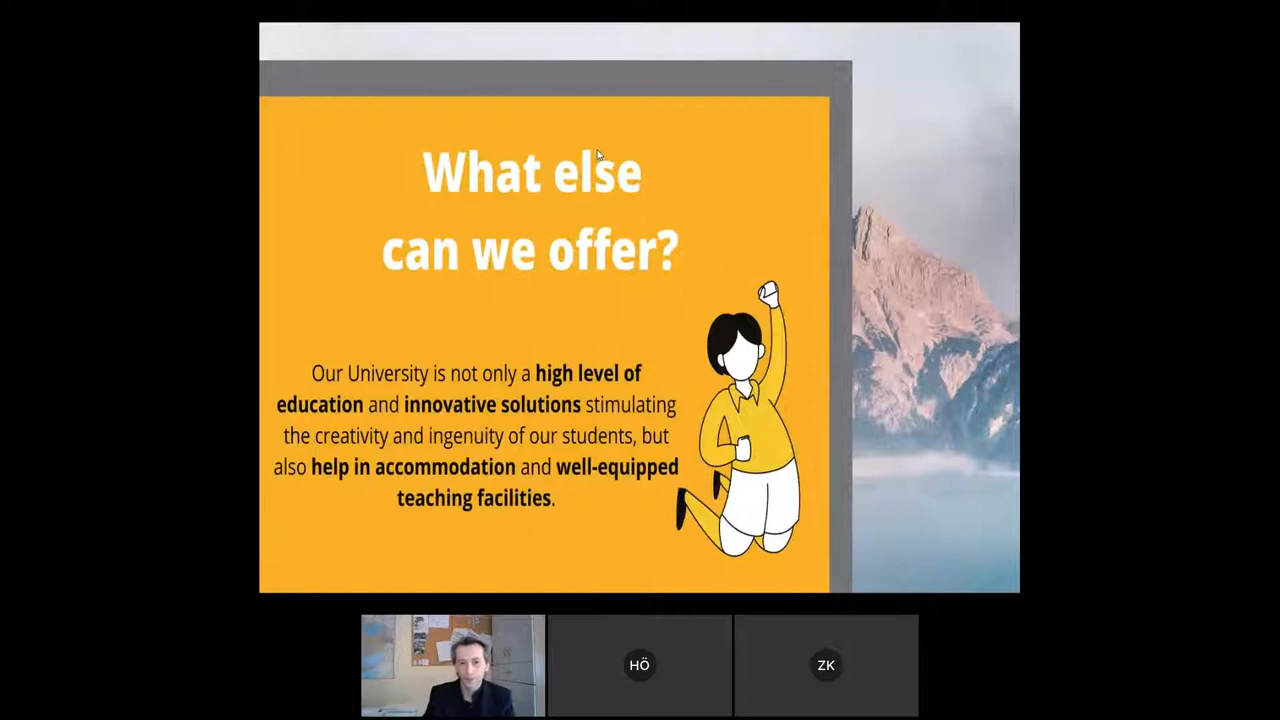 What else
can we offer?
Our University is not only a high level of
education and innovative solutions stimulating
the creativity and ingenuity of our students, but
also help in accommodation and well-equipped
teaching facilities.
HÖ
ZK